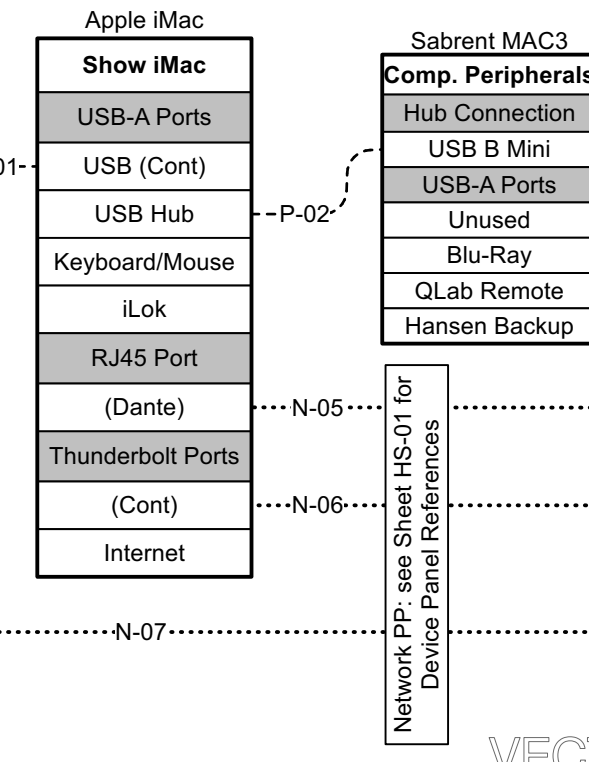 Apple iMac
Show iMac
USB-A Ports
USB (Cont)
USB Hub
P-02
Keyboard/Mouse
iLok
RJ45 Port
(Dante)
N-05
Thunderbolt Ports
(Cont)
N-06
Internet
N-07
Sabrent MAC3
Comp. Peripherals
Hub Connection
USB B Mini
USB-A Ports
Unused
Blu-Ray
QLab Remote
Hansen Backup
Network PP: see Sheet HS-01 for
Device Panel References